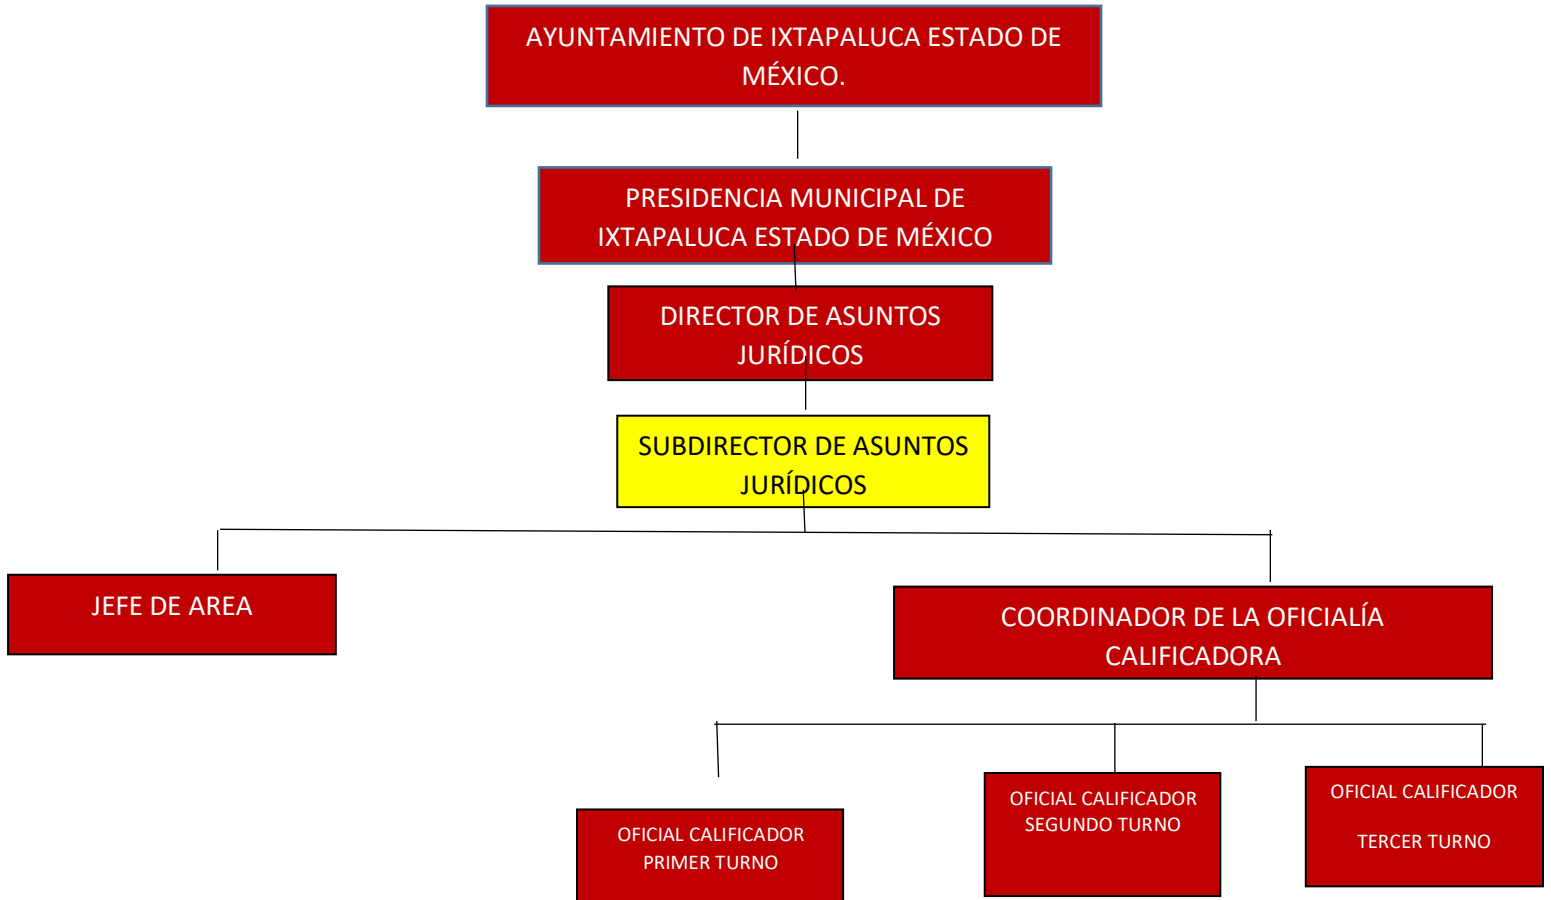 AYUNTAMIENTO DE IXTAPALUCA ESTADO DE
MÉXICO.
PRESIDENCIA MUNICIPAL DE
IXTAPALUCA ESTADO DE MÉXICO
DIRECTOR DE ASUNTOS
JURÍDICOS
SUBDIRECTOR DE ASUNTOS
JURÍDICOS
JEFE DE AREA
COORDINADOR DE LA OFICIALÍA
CALIFICADORA
OFICIAL CALIFICADOR
PRIMER TURNO
OFICIAL CALIFICADOR
SEGUNDO TURNO
OFICIAL CALIFICADOR
TERCER TURNO